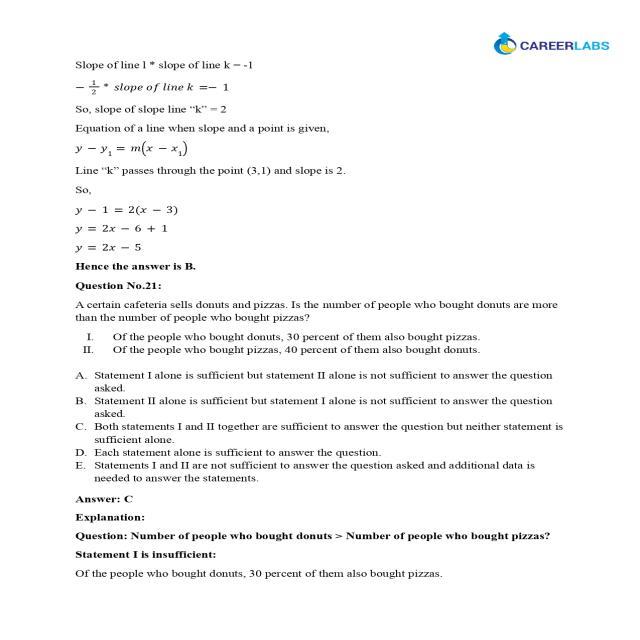 CAREERLABS
Slope of line l * slope of line k = -1
− 1/2 * slope of line k =− 1
So, slope of slope line “k” = 2
Equation of a line when slope and a point is given,
y − y₁ = m(x − x₁)
Line “k” passes through the point (3,1) and slope is 2.
So,
y − 1 = 2(x − 3)
y = 2x − 6 + 1
y = 2x − 5
Hence the answer is B.
Question No.21:
A certain cafeteria sells donuts and pizzas. Is the number of people who bought donuts are more
than the number of people who bought pizzas?
I. Of the people who bought donuts, 30 percent of them also bought pizzas.
II. Of the people who bought pizzas, 40 percent of them also bought donuts.
A. Statement I alone is sufficient but statement II alone is not sufficient to answer the question
asked.
B. Statement II alone is sufficient but statement I alone is not sufficient to answer the question
asked.
C. Both statements I and II together are sufficient to answer the question but neither statement is
sufficient alone.
D. Each statement alone is sufficient to answer the question.
E. Statements I and II are not sufficient to answer the question asked and additional data is
needed to answer the statements.
Answer: C
Explanation:
Question: Number of people who bought donuts > Number of people who bought pizzas?
Statement I is insufficient:
Of the people who bought donuts, 30 percent of them also bought pizzas.